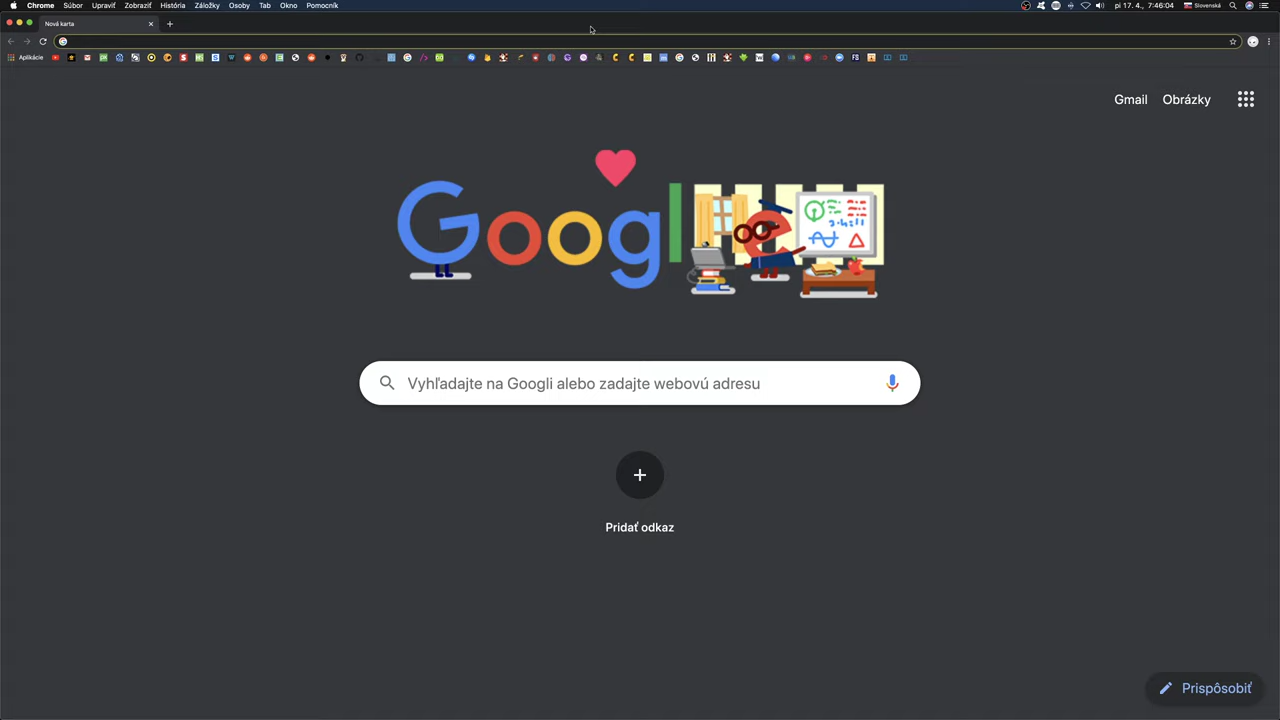 Chrome Súbor Upraviť Zobraziť História Záložky Osoby Tab Okno Pomocník
pi 17. 4., 7:46:04 Slovenská
Nová karta
Aplikácie
Gmail Obrázky
Google
Vyhľadajte na Googli alebo zadajte webovú adresu
Pridať odkaz
Prispôsobiť